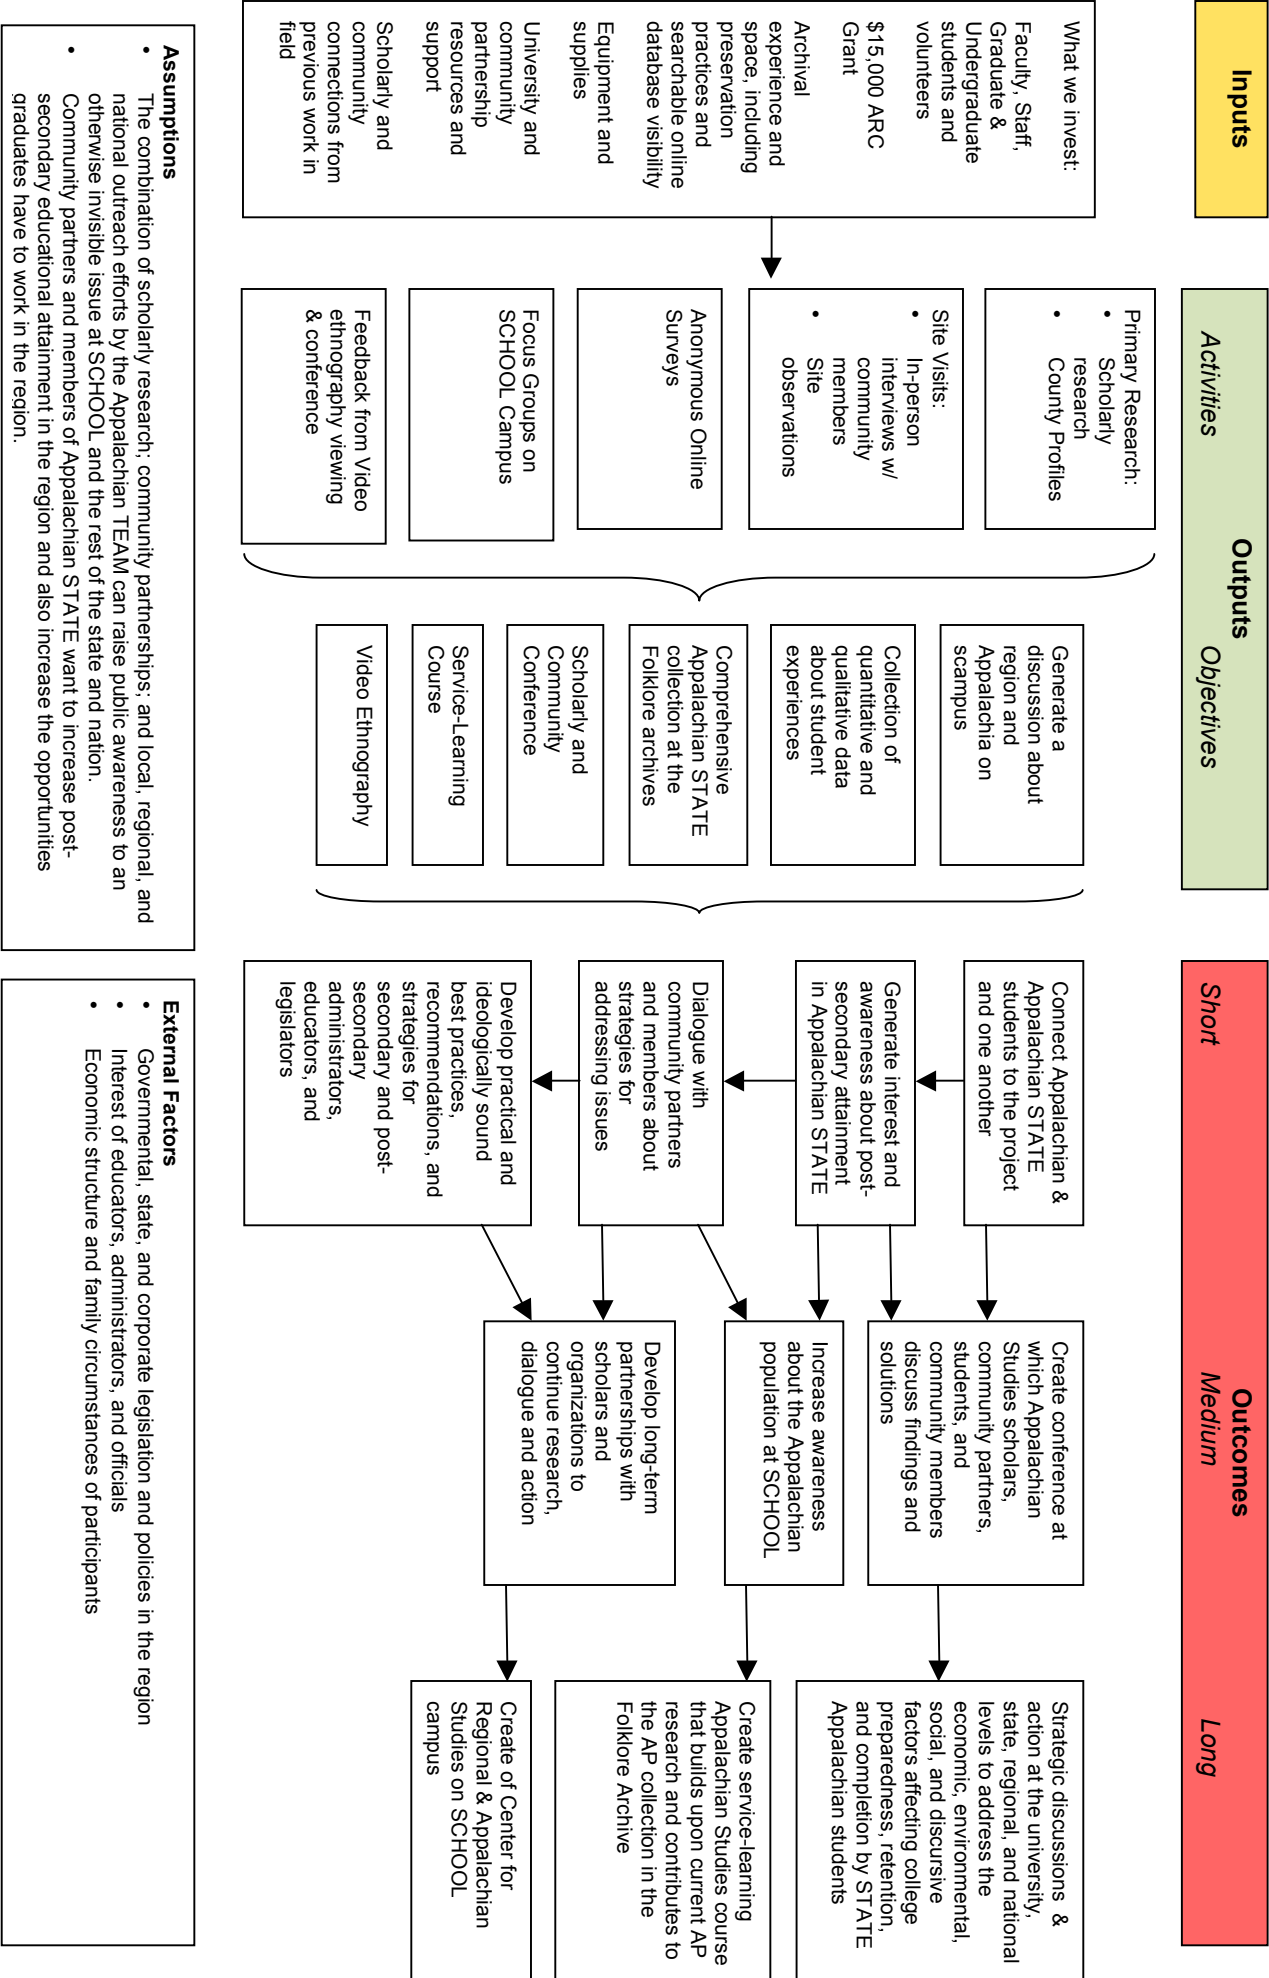 Inputs
Outputs
Activities
Objectives
Outcomes
Short
Medium
Long
What we invest:
Faculty, Staff,
Graduate &
Undergraduate
students and
volunteers
$15,000 ARC
Grant
Archival
experience and
space, including
preservation
practices and
searchable online
database visibility
Equipment and
supplies
University and
community
partnership
resources and
support
Scholarly and
community
connections from
previous work in
field
Primary Research:
• Scholarly
research
• County Profiles
Site Visits:
• In-person
interviews w/
community
members
• Site
observations
Anonymous Online
Surveys
Focus Groups on
SCHOOL Campus
Feedback from Video
ethnography viewing
& conference
Generate a
discussion about
region and
Appalachia on
scampus
Collection of
quantitative and
qualitative data
about student
experiences
Comprehensive
Appalachian STATE
collection at the
Folklore archives
Scholarly and
Community
Conference
Service-Learning
Course
Video Ethnography
Connect Appalachian &
Appalachian STATE
students to the project
and one another
Generate interest and
awareness about post-
secondary attainment
in Appalachian STATE
Dialogue with
community partners
and members about
strategies for
addressing issues
Develop practical and
ideologically sound
best practices,
recommendations, and
strategies for
secondary and post-
secondary
administrators,
educators, and
legislators
Create conference at
which Appalachian
Studies scholars,
community partners,
students, and
community members
discuss findings and
solutions
Increase awareness
about the Appalachian
population at SCHOOL
Develop long-term
partnerships with
scholars and
organizations to
continue research,
dialogue and action
Strategic discussions &
action at the university,
state, regional, and national
levels to address the
economic, environmental,
social, and discursive
factors affecting college
preparedness, retention,
and completion by STATE
Appalachian students
Create service-learning
Appalachian Studies course
that builds upon current AP
research and contributes to
the AP collection in the
Folklore Archive
Create of Center for
Regional & Appalachian
Studies on SCHOOL
campus
Assumptions
• The combination of scholarly research; community partnerships; and local, regional, and
national outreach efforts by the Appalachian TEAM can raise public awareness to an
otherwise invisible issue at SCHOOL and the rest of the state and nation.
• Community partners and members of Appalachian STATE want to increase post-
secondary educational attainment in the region and also increase the opportunities
graduates have to work in the region.
External Factors
• Governmental, state, and corporate legislation and policies in the region
• Interest of educators, administrators, and officials
• Economic structure and family circumstances of participants